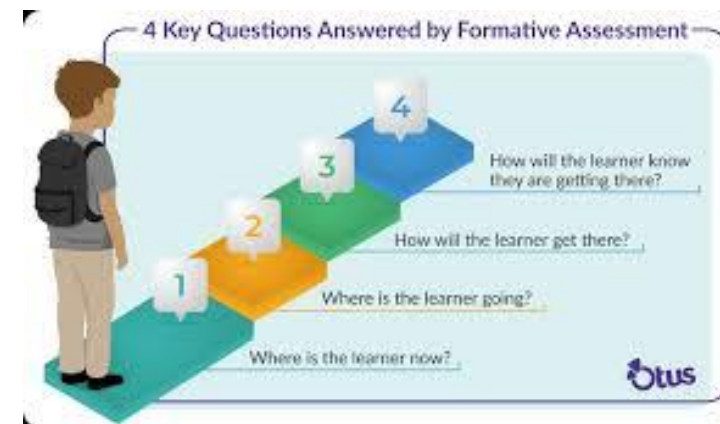 4 Key Questions Answered by Formative Assessment
4
How will the learner know
they are getting there?
3
How will the learner get there?
2
Where is the learner going?
1
Where is the learner now?
Otus